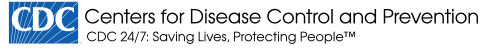 CDC Centers for Disease Control and Prevention
CDC 24/7: Saving Lives, Protecting People™